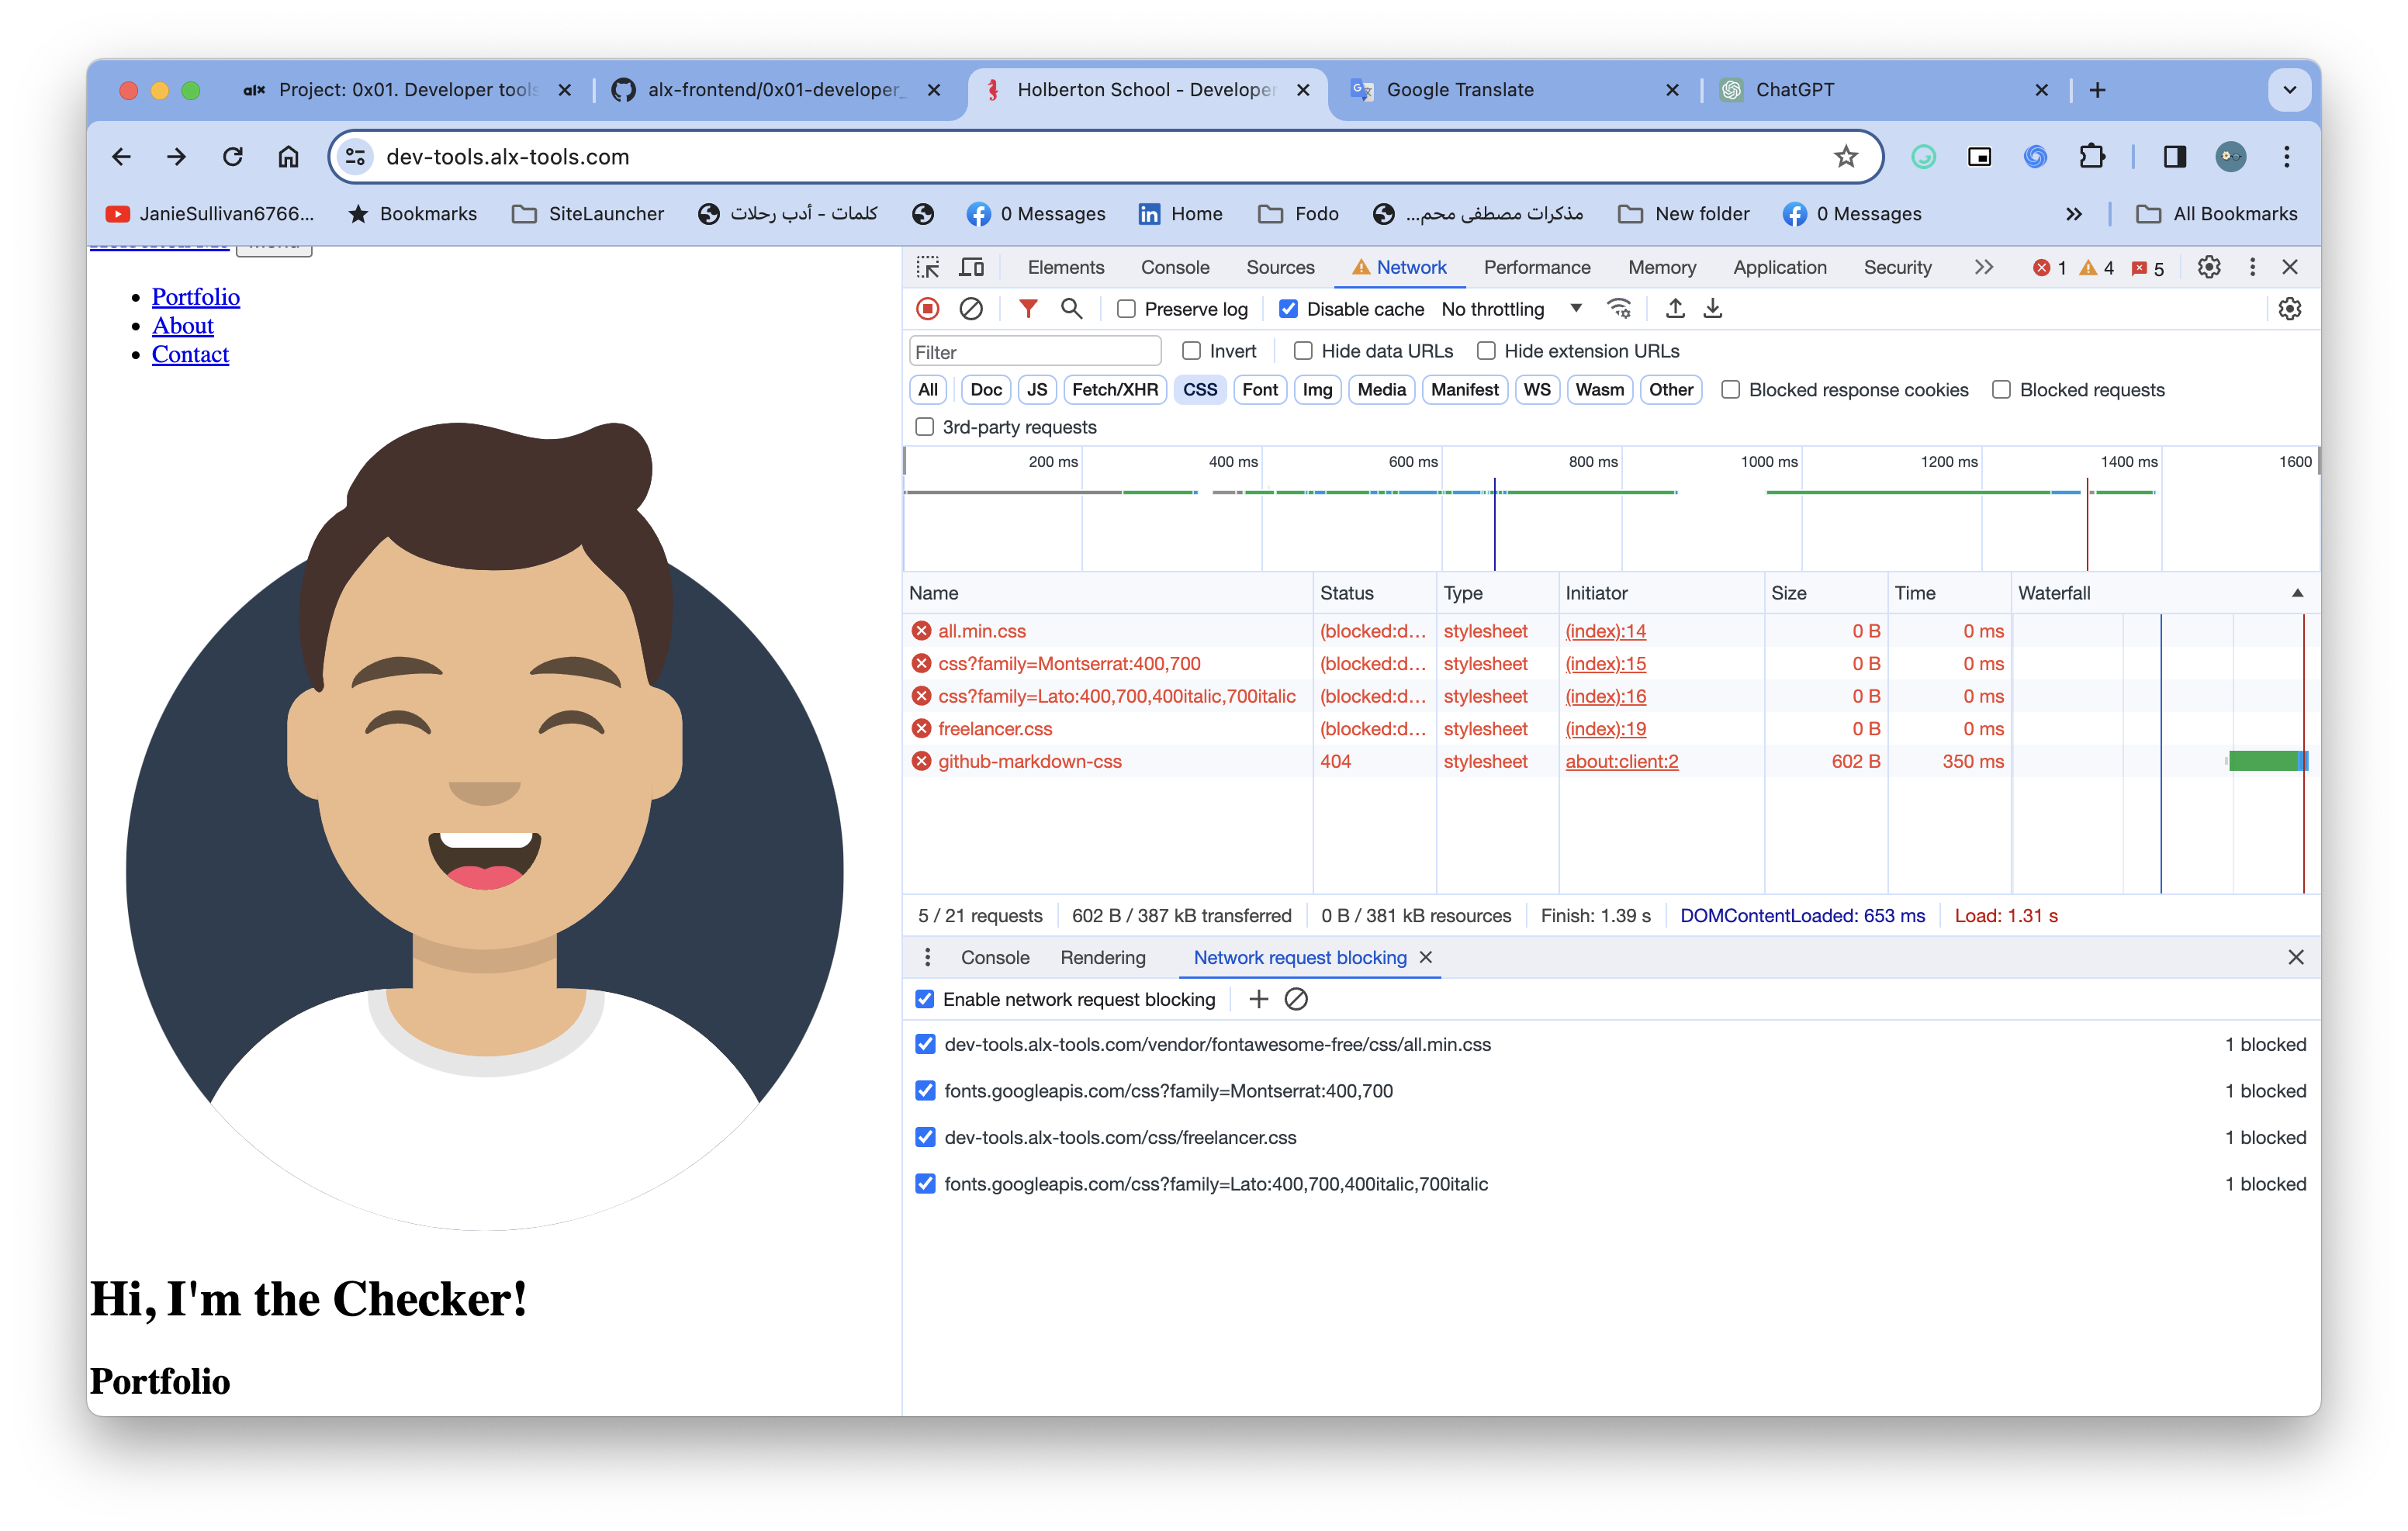 alx Project: 0x01. Developer tools
alx-frontend/0x01-developer_
Holberton School - Developer
Google Translate
ChatGPT
dev-tools.alx-tools.com
JanieSullivan6766...
Bookmarks
SiteLauncher
كلمات - أدب رحلات
0 Messages
Home
Fodo
مذكرات مصطفى محم...
New folder
0 Messages
All Bookmarks
Portfolio
About
Contact
Hi, I'm the Checker!
Portfolio
Elements Console Sources Network Performance Memory Application Security 1 4 5
Preserve log Disable cache No throttling
Filter Invert Hide data URLs Hide extension URLs
All Doc JS Fetch/XHR CSS Font Img Media Manifest WS Wasm Other Blocked response cookies Blocked requests
3rd-party requests
200 ms 400 ms 600 ms 800 ms 1000 ms 1200 ms 1400 ms 1600
Name Status Type Initiator Size Time Waterfall
all.min.css (blocked:d... stylesheet (index):14 0 B 0 ms
css?family=Montserrat:400,700 (blocked:d... stylesheet (index):15 0 B 0 ms
css?family=Lato:400,700,400italic,700italic (blocked:d... stylesheet (index):16 0 B 0 ms
freelancer.css (blocked:d... stylesheet (index):19 0 B 0 ms
github-markdown-css 404 stylesheet about:client:2 602 B 350 ms
5 / 21 requests 602 B / 387 kB transferred 0 B / 381 kB resources Finish: 1.39 s DOMContentLoaded: 653 ms Load: 1.31 s
Console Rendering Network request blocking
Enable network request blocking
dev-tools.alx-tools.com/vendor/fontawesome-free/css/all.min.css 1 blocked
fonts.googleapis.com/css?family=Montserrat:400,700 1 blocked
dev-tools.alx-tools.com/css/freelancer.css 1 blocked
fonts.googleapis.com/css?family=Lato:400,700,400italic,700italic 1 blocked